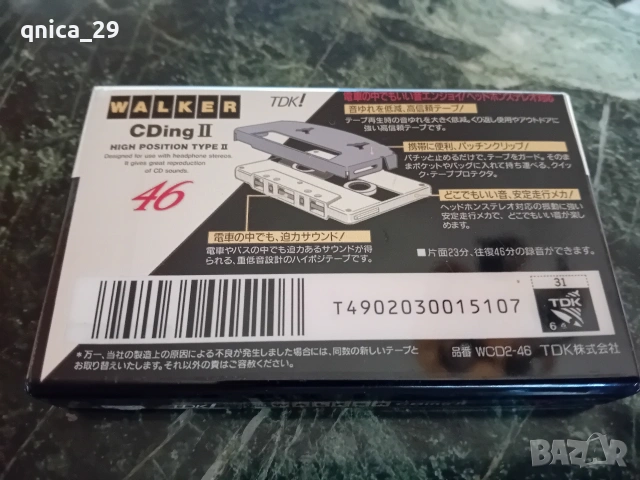 qnica_29
WALKER
TDK!
CDing II
HIGH POSITION TYPE II
Designed for use with headphone stereos.
It gives great reproduction
of CD sounds.
46
電車の中でもいい音エンジョイ!ヘッドホンステレオ対応
音ゆれを低減、高信頼テープ!
テープ再生時の音ゆれを大きく低減。くり返し使用やアウトドアに
強い高信頼テープです。
携帯に便利、パッチンクリップ!
パチッと止めるだけで、テープをガード。そのまま
ポケットやバッグに入れて持ち運べる、クイッ
ク・テーププロテクタ。
どこでもいい音、安定走行メカ!
ヘッドホンステレオ対応の振動に強い
安定走行メカで、どこでもいい音が楽し
めます。
電車の中でも、迫力サウンド!
電車やバスの中でも迫力あるサウンドが得
られる、重低音設計のハイポジテープです。
■片面23分、往復46分の録音ができます。
T4902030015107
31
TDK
6
*万一、当社の製造上の原因による不良が発生しました場合には、同数の新しいテープと
お取り替えいたします。それ以外の責はご容赦ください。
品番 WCD2-46 TDK株式会社
TDK!
BAZAR